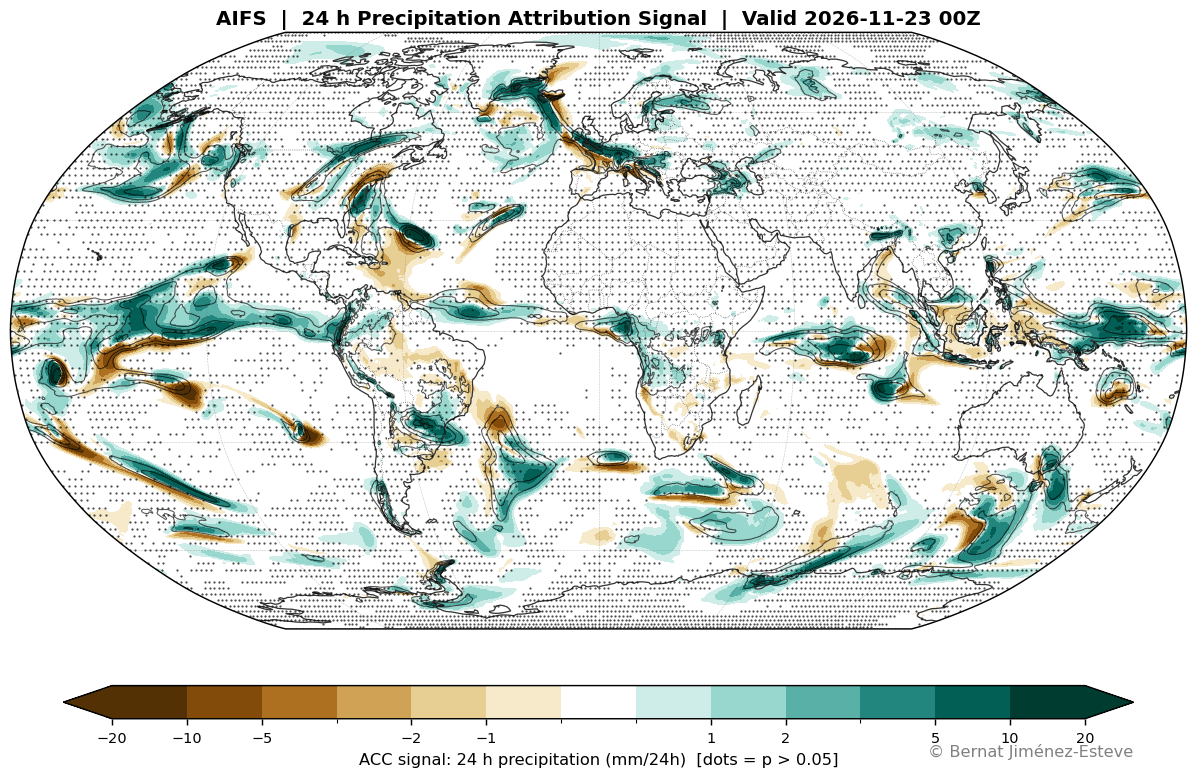 AIFS | 24 h Precipitation Attribution Signal | Valid 2026-11-23 00Z
−20 −10 −5 −2 −1 1 2 5 10 20
© Bernat Jiménez-Esteve
ACC signal: 24 h precipitation (mm/24h) [dots = p > 0.05]